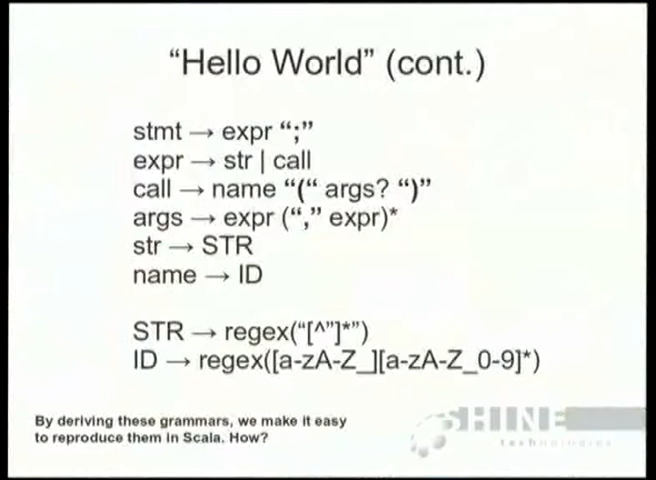 “Hello World” (cont.)
stmt → expr “;”
expr → str | call
call → name “(“ args? “)”
args → expr (“,” expr)*
str → STR
name → ID
STR → regex(“[^”]*”)
ID → regex([a-zA-Z_][a-zA-Z_0-9]*)
By deriving these grammars, we make it easy
to reproduce them in Scala. How?
SHINE
technologies